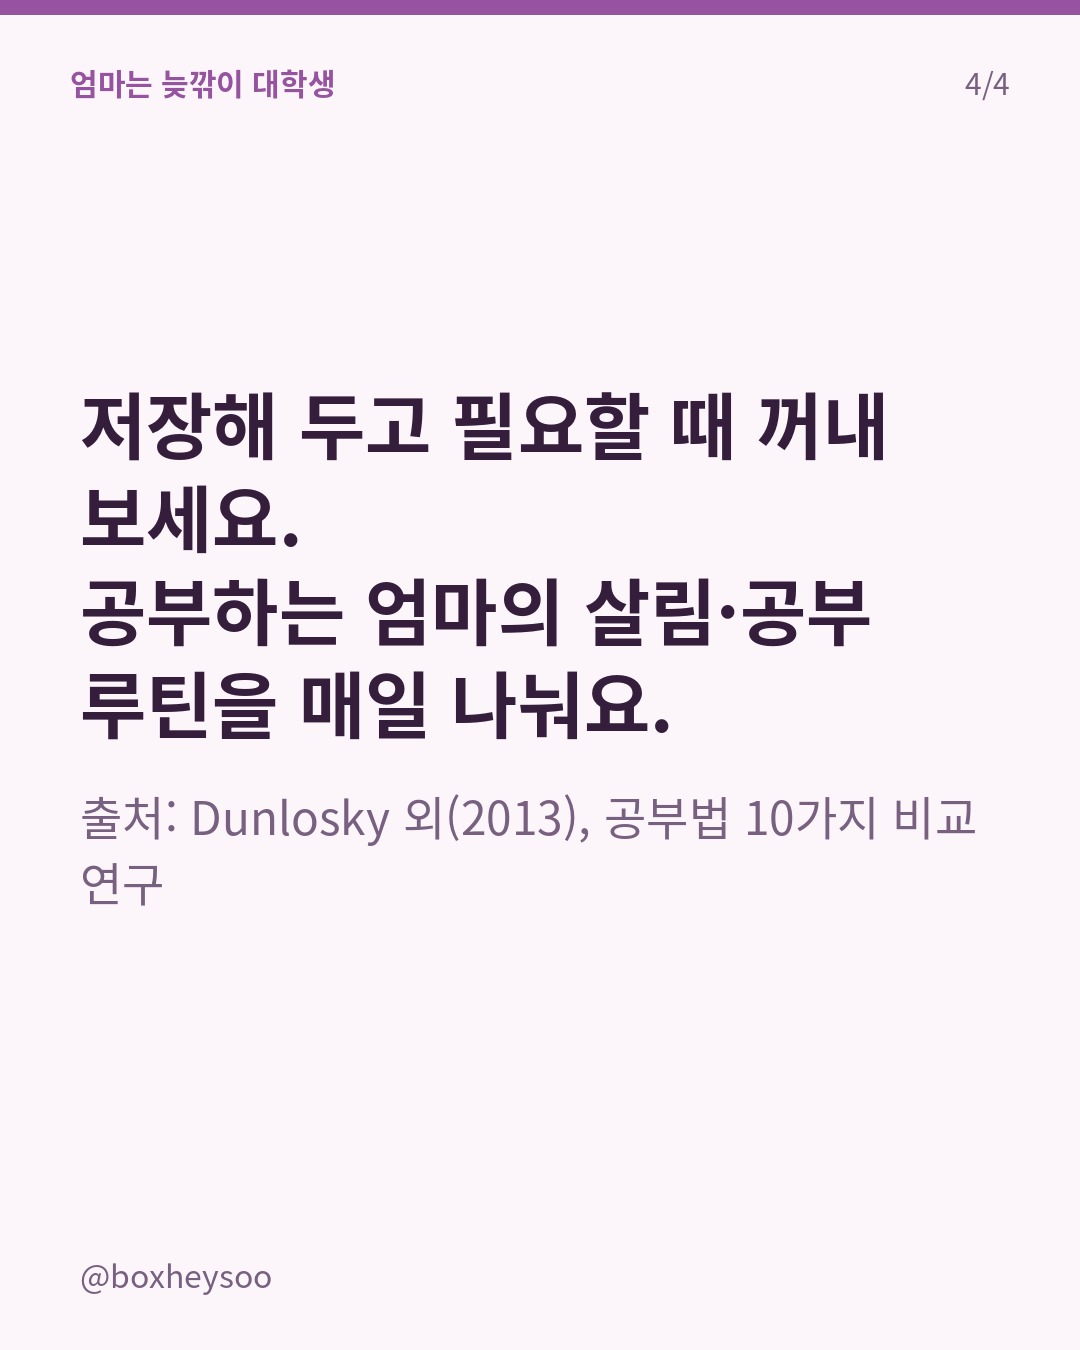 엄마는 늦깎이 대학생
4/4
저장해 두고 필요할 때 꺼내
보세요.
공부하는 엄마의 살림·공부
루틴을 매일 나눠요.
출처: Dunlosky 외(2013), 공부법 10가지 비교
연구
@boxheysoo